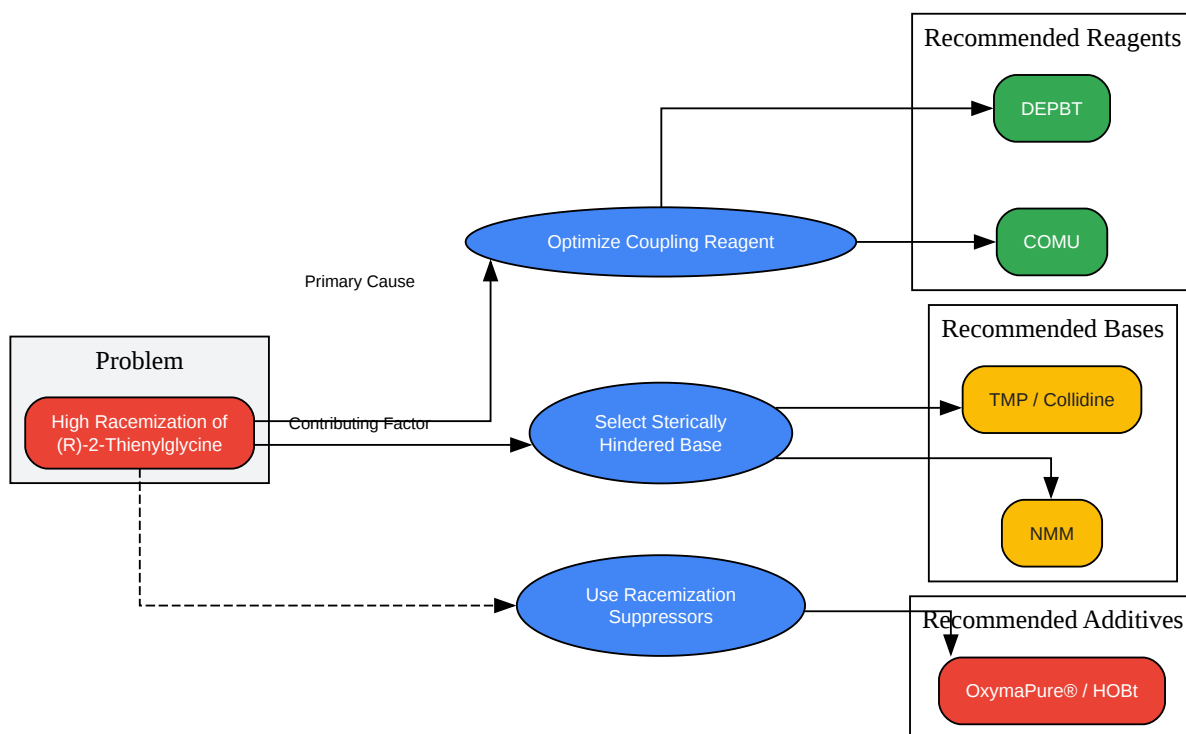 Recommended Reagents
DEPBT
Optimize Coupling Reagent
COMU
Primary Cause
Recommended Bases
Problem
TMP / Collidine
High Racemization of
(R)-2-Thienylglycine
Contributing Factor
Select Sterically
Hindered Base
NMM
Use Racemization
Suppressors
Recommended Additives
OxymaPure® / HOBt